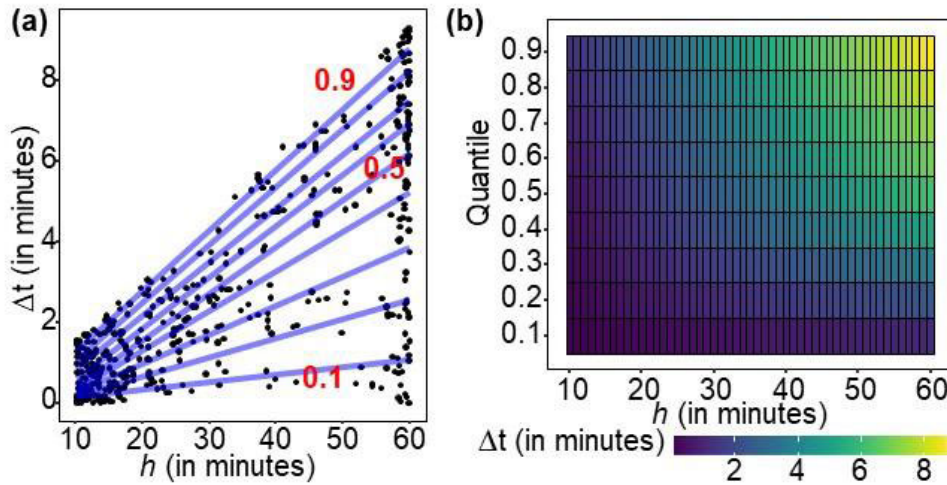 (a)
Δt (in minutes)
8
6
4
2
0
0.9
0.5
0.1
10 20 30 40 50 60
h (in minutes)
(b)
Quantile
0.9
0.8
0.7
0.6
0.5
0.4
0.3
0.2
0.1
10 20 30 40 50 60
h (in minutes)
Δt (in minutes)
2 4 6 8